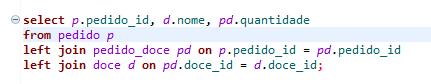 select p.pedido_id, d.nome, pd.quantidade
from pedido p
left join pedido_doce pd on p.pedido_id = pd.pedido_id
left join doce d on pd.doce_id = d.doce_id;